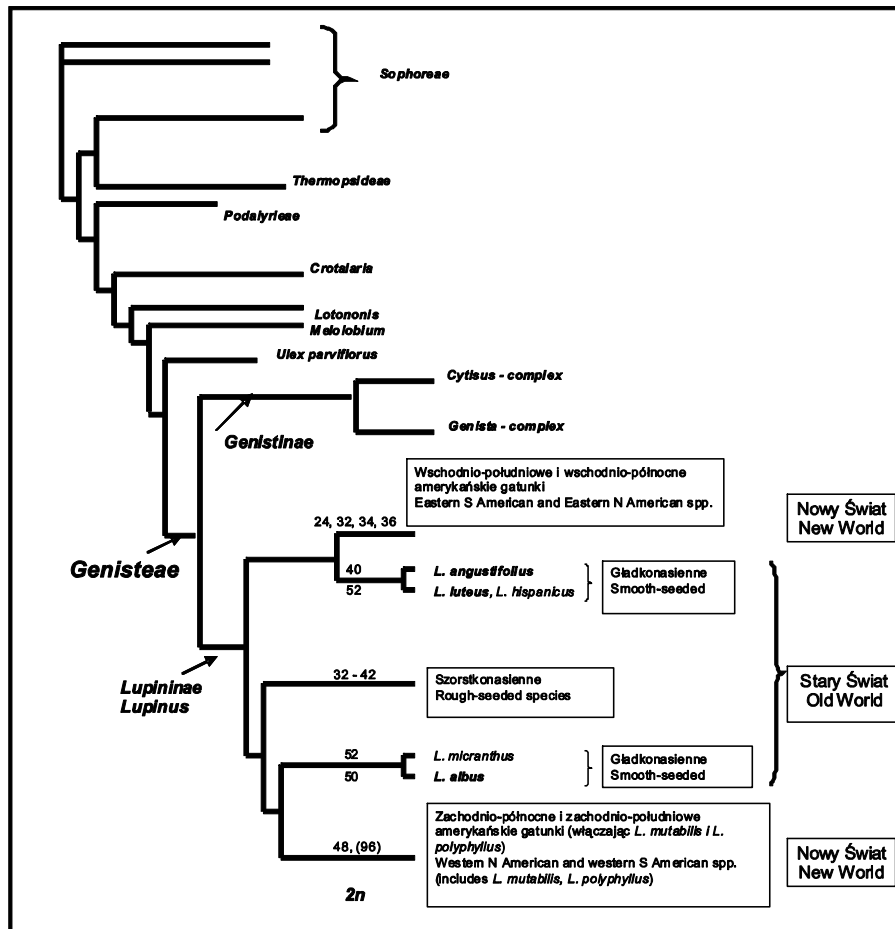 Sophoreae
Thermopsideae
Podalyrieae
Crotalaria
Lotononis
Melolobium
Ulex parviflorus
Cytisus - complex
Genistinae
Genista - complex
Wschodnio-południowe i wschodnio-północne
amerykańskie gatunki
Eastern S American and Eastern N American spp.
Nowy Świat
New World
24, 32, 34, 36
Genisteae
40
L. angustifolius
52
L. luteus, L. hispanicus
Gładkonasienne
Smooth-seeded
Lupininae
Lupinus
32 - 42
Szorstkonasienne
Rough-seeded species
Stary Świat
Old World
52
L. micranthus
50
L. albus
Gładkonasienne
Smooth-seeded
Zachodnio-północne i zachodnio-południowe
amerykańskie gatunki (włączając L. mutabilis i L.
polyphyllus)
Western N American and western S American spp.
(includes L. mutabilis, L. polyphyllus)
48, (96)
Nowy Świat
New World
2n